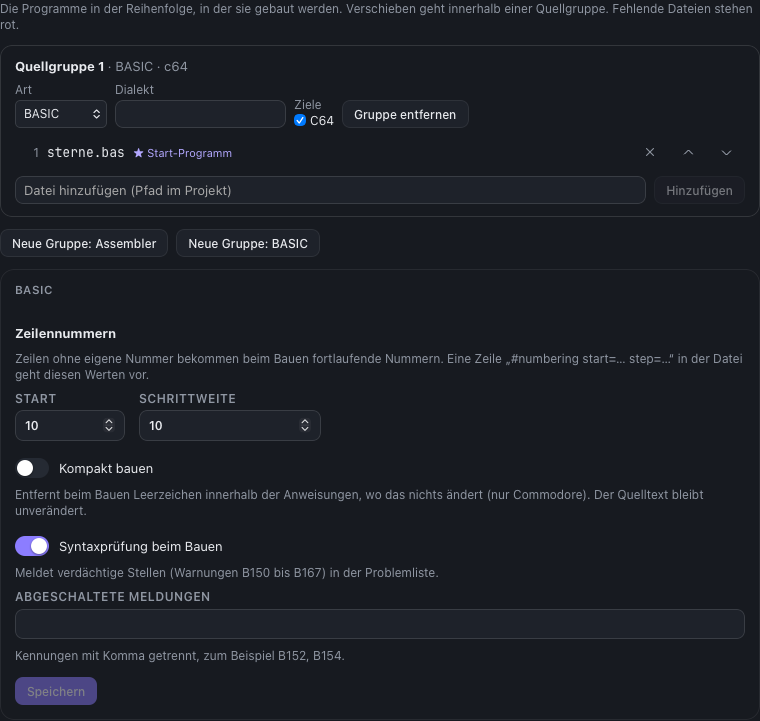 Die Programme in der Reihenfolge, in der sie gebaut werden. Verschieben geht innerhalb einer Quellgruppe. Fehlende Dateien stehen
rot.
Quellgruppe 1 · BASIC · c64
Art
Dialekt
Ziele
BASIC
C64
Gruppe entfernen
1 sterne.bas ★ Start-Programm
Datei hinzufügen (Pfad im Projekt)
Hinzufügen
Neue Gruppe: Assembler
Neue Gruppe: BASIC
BASIC
Zeilennummern
Zeilen ohne eigene Nummer bekommen beim Bauen fortlaufende Nummern. Eine Zeile „#numbering start=… step=…“ in der Datei
geht diesen Werten vor.
START
SCHRITTWEITE
10
10
Kompakt bauen
Entfernt beim Bauen Leerzeichen innerhalb der Anweisungen, wo das nichts ändert (nur Commodore). Der Quelltext bleibt
unverändert.
Syntaxprüfung beim Bauen
Meldet verdächtige Stellen (Warnungen B150 bis B167) in der Problemliste.
ABGESCHALTETE MELDUNGEN
Kennungen mit Komma getrennt, zum Beispiel B152, B154.
Speichern